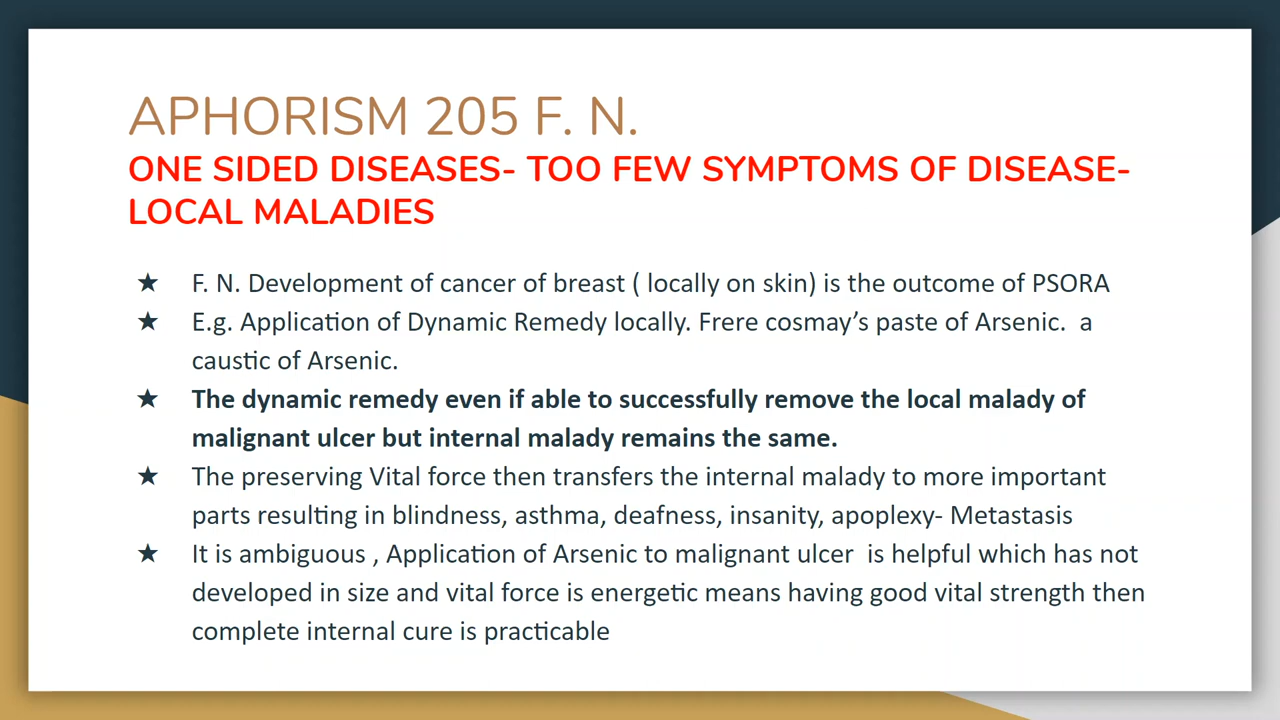 APHORISM 205 F. N.
ONE SIDED DISEASES- TOO FEW SYMPTOMS OF DISEASE-
LOCAL MALADIES
★ F. N. Development of cancer of breast ( locally on skin) is the outcome of PSORA
★ E.g. Application of Dynamic Remedy locally. Frere cosmay’s paste of Arsenic.  a
caustic of Arsenic.
★ The dynamic remedy even if able to successfully remove the local malady of
malignant ulcer but internal malady remains the same.
★ The preserving Vital force then transfers the internal malady to more important
parts resulting in blindness, asthma, deafness, insanity, apoplexy- Metastasis
★ It is ambiguous , Application of Arsenic to malignant ulcer  is helpful which has not
developed in size and vital force is energetic means having good vital strength then
complete internal cure is practicable